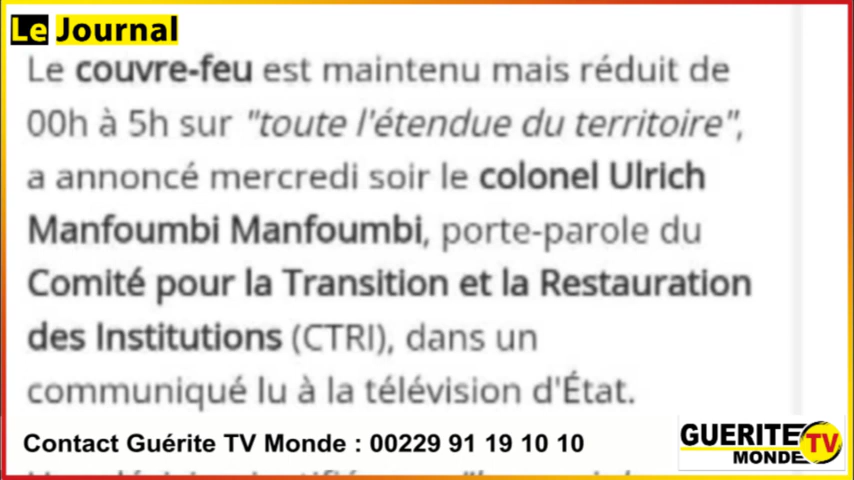 Le Journal
Le couvre-feu est maintenu mais réduit de
00h à 5h sur "toute l'étendue du territoire",
a annoncé mercredi soir le colonel Ulrich
Manfoumbi Manfoumbi, porte-parole du
Comité pour la Transition et la Restauration
des Institutions (CTRI), dans un
communiqué lu à la télévision d'État.
Contact Guérite TV Monde : 00229 91 19 10 10
GUERITE TV
MONDE